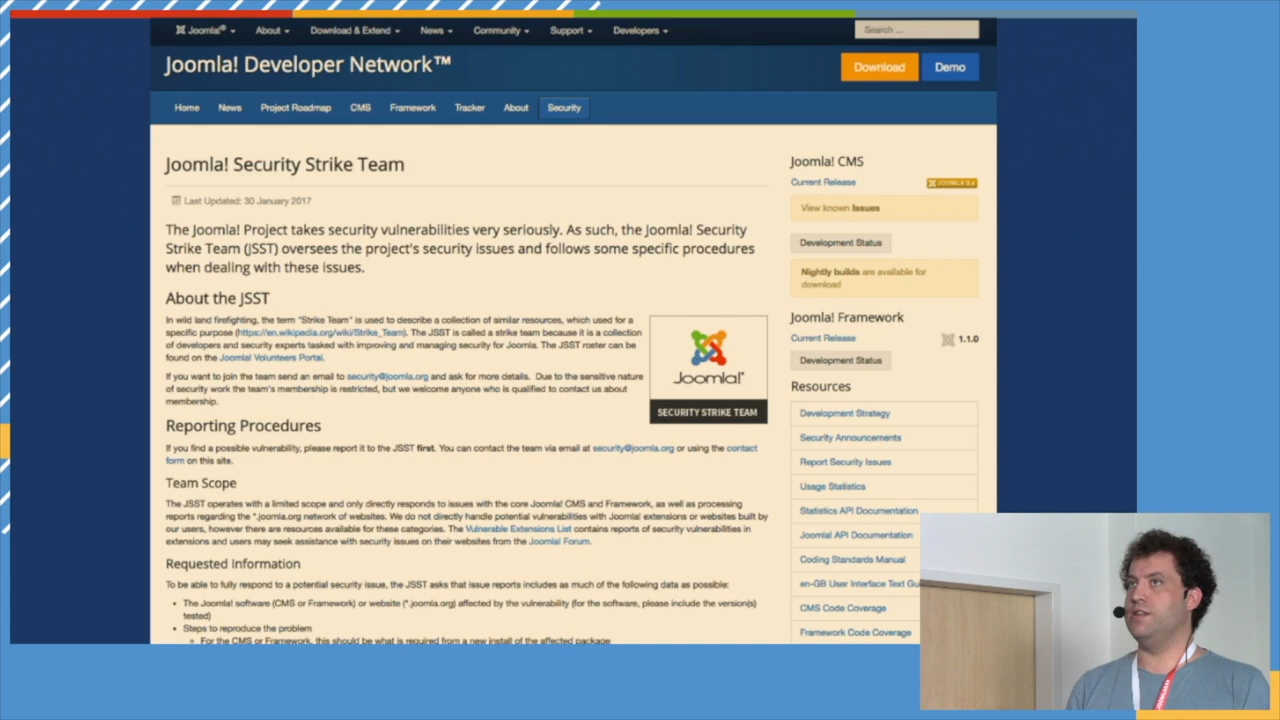 Joomla!® About Download & Extend News Community Support Developers Search ...
Joomla! Developer Network™
Download Demo
Home News Project Roadmap CMS Framework Tracker About Security
Joomla! Security Strike Team
Last Updated: 30 January 2017
The Joomla! Project takes security vulnerabilities very seriously. As such, the Joomla! Security
Strike Team (JSST) oversees the project's security issues and follows some specific procedures
when dealing with these issues.
About the JSST
In wild land firefighting, the term "Strike Team" is used to describe a collection of similar resources, which used for a
specific purpose (https://en.wikipedia.org/wiki/Strike_Team). The JSST is called a strike team because it is a collection
of developers and security experts tasked with improving and managing security for Joomla. The JSST roster can be
found on the Joomla! Volunteers Portal.
If you want to join the team send an email to security@joomla.org and ask for more details. Due to the sensitive nature
of security work the team's membership is restricted, but we welcome anyone who is qualified to contact us about
membership.
Joomla!®
SECURITY STRIKE TEAM
Reporting Procedures
If you find a possible vulnerability, please report it to the JSST first. You can contact the team via email at security@joomla.org or using the contact
form on this site.
Team Scope
The JSST operates with a limited scope and only directly responds to issues with the core Joomla! CMS and Framework, as well as processing
reports regarding the *.joomla.org network of websites. We do not directly handle potential vulnerabilities with Joomla! extensions or websites built by
our users, however there are resources available for these categories. The Vulnerable Extensions List contains reports of security vulnerabilities in
extensions and users may seek assistance with security issues on their websites from the Joomla! Forum.
Requested Information
To be able to fully respond to a potential security issue, the JSST asks that issue reports includes as much of the following data as possible:
• The Joomla! software (CMS or Framework) or website (*.joomla.org) affected by the vulnerability (for the software, please include the version(s)
tested)
• Steps to reproduce the problem
For the CMS or Framework, this should be what is required from a new install of the affected package
Joomla! CMS
Current Release JOOMLA 3.x
View known Issues
Development Status
Nightly builds are available for
download
Joomla! Framework
Current Release 1.1.0
Development Status
Resources
Development Strategy
Security Announcements
Report Security Issues
Usage Statistics
Statistics API Documentation
Joomla! API Documentation
Coding Standards Manual
en-GB User Interface Text Gu
CMS Code Coverage
Framework Code Coverage